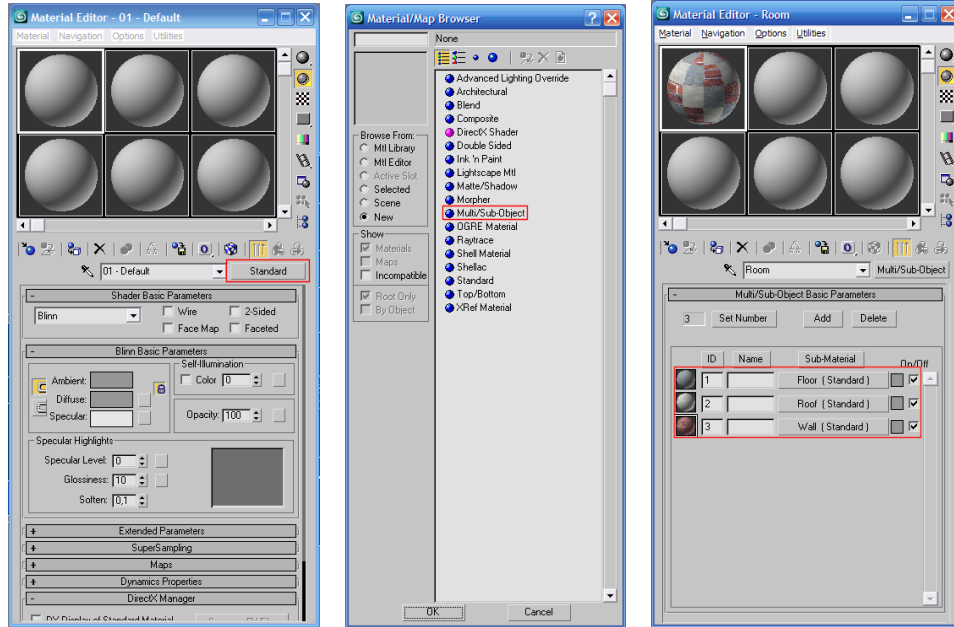 Material Editor - 01 - Default
Material Navigation Options Utilities
01 - Default
Standard
- Shader Basic Parameters
Blinn
Wire
2-Sided
Face Map
Faceted
- Blinn Basic Parameters
Self-Illumination
Ambient:
Color 0
Diffuse:
Specular:
Opacity: 100
Specular Highlights
Specular Level: 0
Glossiness: 10
Soften: 0,1
+ Extended Parameters
+ SuperSampling
+ Maps
+ Dynamics Properties
- DirectX Manager
DX Display of Standard Material
Material/Map Browser
None
Advanced Lighting Override
Architectural
Blend
Composite
DirectX Shader
Double Sided
Ink 'n Paint
Lightscape Mtl
Matte/Shadow
Morpher
Multi/Sub-Object
OGRE Material
Raytrace
Shell Material
Shellac
Standard
Top/Bottom
XRef Material
Browse From:
Mtl Library
Mtl Editor
Active Slot
Selected
Scene
New
Show
Materials
Maps
Incompatible
Root Only
By Object
OK
Cancel
Material Editor - Room
Material Navigation Options Utilities
Room
Multi/Sub-Object
- Multi/Sub-Object Basic Parameters
3 Set Number Add Delete
ID Name Sub-Material On/Off
1 Floor ( Standard )
2 Roof ( Standard )
3 Wall ( Standard )